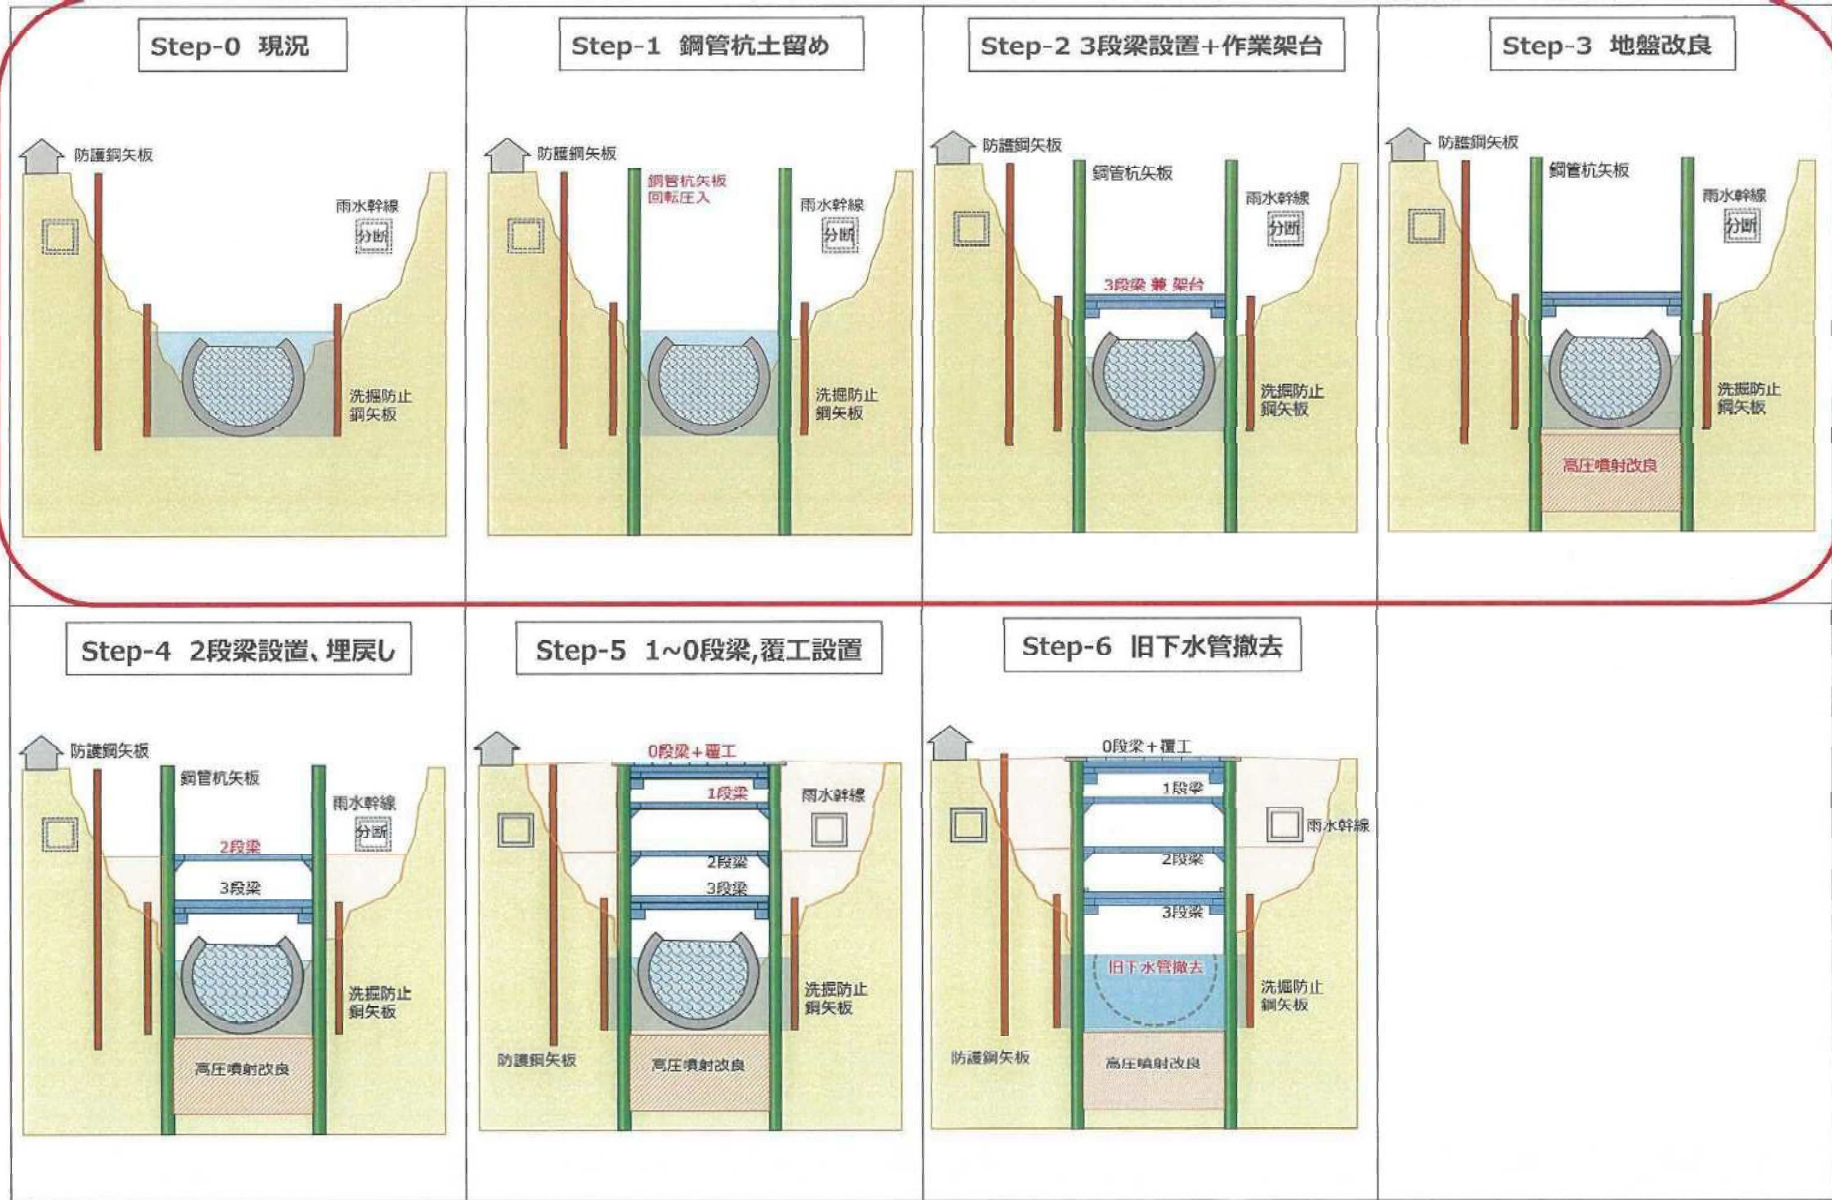 Step-0 現況
防護鋼矢板
雨水幹線
分断
洗掘防止
鋼矢板
Step-1 鋼管杭土留め
防護鋼矢板
鋼管杭矢板
回転圧入
雨水幹線
分断
洗掘防止
鋼矢板
Step-2 3段梁設置+作業架台
防護鋼矢板
鋼管杭矢板
雨水幹線
分断
3段梁 兼 架台
洗掘防止
鋼矢板
Step-3 地盤改良
防護鋼矢板
鋼管杭矢板
雨水幹線
分断
洗掘防止
鋼矢板
高圧噴射改良
Step-4 2段梁設置、埋戻し
防護鋼矢板
鋼管杭矢板
雨水幹線
分断
2段梁
3段梁
洗掘防止
鋼矢板
高圧噴射改良
Step-5 1~0段梁,覆工設置
0段梁+覆工
1段梁
雨水幹線
2段梁
3段梁
洗掘防止
鋼矢板
防護鋼矢板
高圧噴射改良
Step-6 旧下水管撤去
0段梁+覆工
1段梁
雨水幹線
2段梁
3段梁
旧下水管撤去
洗掘防止
鋼矢板
防護鋼矢板
高圧噴射改良